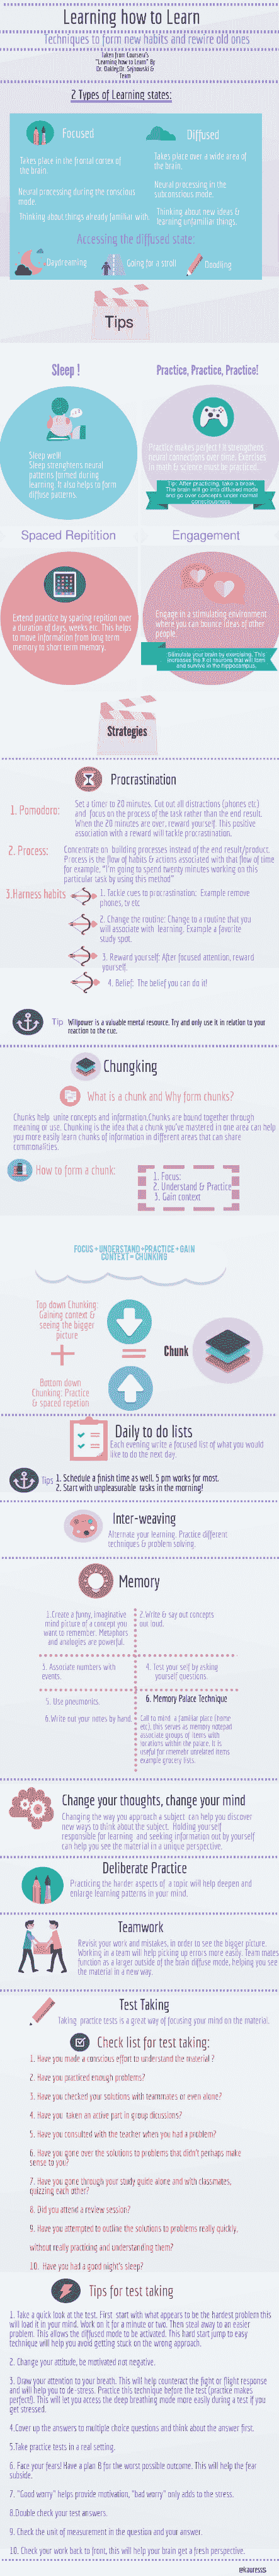 Learning how to Learn
Techniques to form new habits and rewire old ones
Taken from Coursera's
"Learning how to Learn" By
Dr. Oakley,Dr. Sejnowski &
Team
2 Types of Learning states:
Focused
Takes place in the frontal cortex of
the brain.
Neural processing during the conscious
mode.
Thinking about things already familiar with.
Diffused
Takes place over a wide area of
the brain.
Neural processing in the
subconscious mode.
Thinking about new ideas &
learning unfamiliar things.
Accessing the diffused state:
Daydreaming
Going for a stroll
Doodling
Tips
Sleep !
Sleep well!
Sleep strengthens neural
patterns formed during
learning. It also helps to form
diffuse patterns.
Practice, Practice, Practice!
Practice makes perfect! It strengthens
neural connections over time. Exercises
in math & science must be practiced.
Tip: After practicing, take a break.
The brain will go into diffused mode
and go over concepts under normal
consciousness.
Spaced Repitition
Extend practice by spacing repition over
a duration of days, weeks etc. This helps
to move information from long term
memory to short term memory.
Engagement
Engage in a stimulating environment
where you can bounce ideas of other
people.
Stimulate your brain by exercising. This
increases the # of neurons that will form
and survive in the hippocampus.
Strategies
Procrastination
1. Pomodoro:
Set a timer to 20 minutes. Cut out all distractions (phones etc)
and focus on the process of the task rather than the end result.
When the 20 minutes are over, reward yourself. This positive
association with a reward will tackle procrastination.
2. Process:
Concentrate on building processes instead of the end result/product.
Process is the flow of habits & actions associated with that flow of time
for example, "I'm going to spend twenty minutes working on this
particular task by using this method"
3.Harness habits
1. Tackle cues to procrastination: Example remove
phones, tv etc
2. Change the routine: Change to a routine that you
will associate with learning. Example a favorite
study spot.
3. Reward yourself: After focused attention, reward
yourself.
4. Belief: The belief you can do it!
Tip Willpower is a valuable mental resource. Try and only use it in relation to your
reaction to the cue.
Chungking
What is a chunk and Why form chunks?
Chunks help unite concepts and information.Chunks are bound together through
meaning or use. Chunking is the idea that a chunk you've mastered in one area can help
you more easily learn chunks of information in different areas that can share
commonalities.
How to form a chunk:
1. Focus:
2. Understand & Practice
3. Gain context
FOCUS+UNDERSTAND+PRACTICE+GAIN
CONTEXT= CHUNKING
Top down Chunking:
Gaining context &
seeing the bigger
picture
Bottom down
Chunking: Practice
& spaced repetion
Chunk
Daily to do lists
Each evening write a focused list of what you would
like to do the next day.
Tips 1. Schedule a finish time as well. 5 pm works for most.
2. Start with unpleasurable tasks in the morning!
Inter-weaving
Alternate your learning. Practice different
techniques & problem solving.
Memory
1.Create a funny, Imaginative
mind picture of a concept you
want to remember. Metaphors
and analogies are powerful.
2.Write & say out concepts
out loud.
3. Associate numbers with
events.
4. Test your self by asking
yourself questions.
5. Use pneumonics.
6.Write out your notes by hand.
6. Memory Palace Technique
Call to mind a familiar place (home
etc), this serves as memory notepad
associate groups of items with
locations within the palace. It is
useful for rmemebr unrelated items
example grocery lists.
Change your thoughts, change your mind
Changing the way you approach a subject can help you discover
new ways to think about the subject. Holding yourself
responsible for learning and seeking information out by yourself
can help you see the material in a unique perspective.
Deliberate Practice
Practicing the harder aspects of a topic will help deepen and
enlarge learning patterns in your mind.
Teamwork
Revisit your work and mistakes, in order to see the bigger picture.
Working in a team will help picking up errors more easily. Team mates
function as a larger outside of the brain diffuse mode, helping you see
the material in a new way.
Test Taking
Taking practice tests is a great way of focusing your mind on the material.
Check list for test taking:
1. Have you made a conscious effort to understand the material ?
2. Have you practiced enough problems?
3. Have you checked your solutions with teammates or even alone?
4. Have you taken an active part in group dicussions?
5. Have you consulted with the teacher when you had a problem?
6. Have you gone over the solutions to problems that didn't perhaps make
sense to you?
7. Have you gone through your study guide alone and with classmates,
quizzing each other?
8. Did you attend a review session?
9. Have you attempted to outline the solutions to problems really quickly,
without really practicing and understanding them?
10. Have you had a good night's sleep?
Tips for test taking
1. Take a quick look at the test. First start with what appears to be the hardest problem this
will load it in your mind. Work on it for a minute or two. Then steal away to an easier
problem. This allows the diffused mode to be activated. This hard start jump to easy
technique will help you avoid getting stuck on the wrong approach.
2. Change your attitude, be motivated not negative.
3. Draw your attention to your breath. This will help counteract the fight or flight response
and will help you to de-stress. Practice this technique before the test (practice makes
perfect!). This will let you access the deep breathing mode more easily during a test if you
get stressed.
4.Cover up the answers to multiple choice questions and think about the answer first.
5.Take practice tests in a real setting.
6. Face your fears! Have a plan B for the worst possible outcome. This will help the fear
subside.
7. "Good worry" helps provide motivation, "bad worry" only adds to the stress.
8.Double check your test answers.
9. Check the unit of measurement in the question and your answer.
10. Check your work back to front, this will help your brain get a fresh perspective.